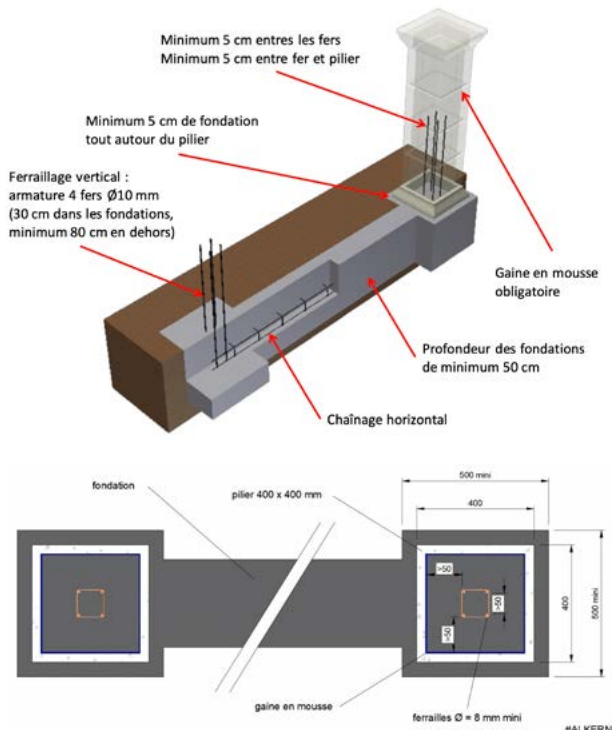 Minimum 5 cm entres les fers
Minimum 5 cm entre fer et pilier
Minimum 5 cm de fondation
tout autour du pilier
Ferraillage vertical :
armature 4 fers Ø10 mm
(30 cm dans les fondations,
minimum 80 cm en dehors)
Gaine en mousse
obligatoire
Profondeur des fondations
de minimum 50 cm
Chaînage horizontal
500 mini
fondation
pilier 400 x 400 mm
400
>50
>50
>50
400
500 mini
gaine en mousse
ferrailles Ø = 8 mm mini
#ALKERN